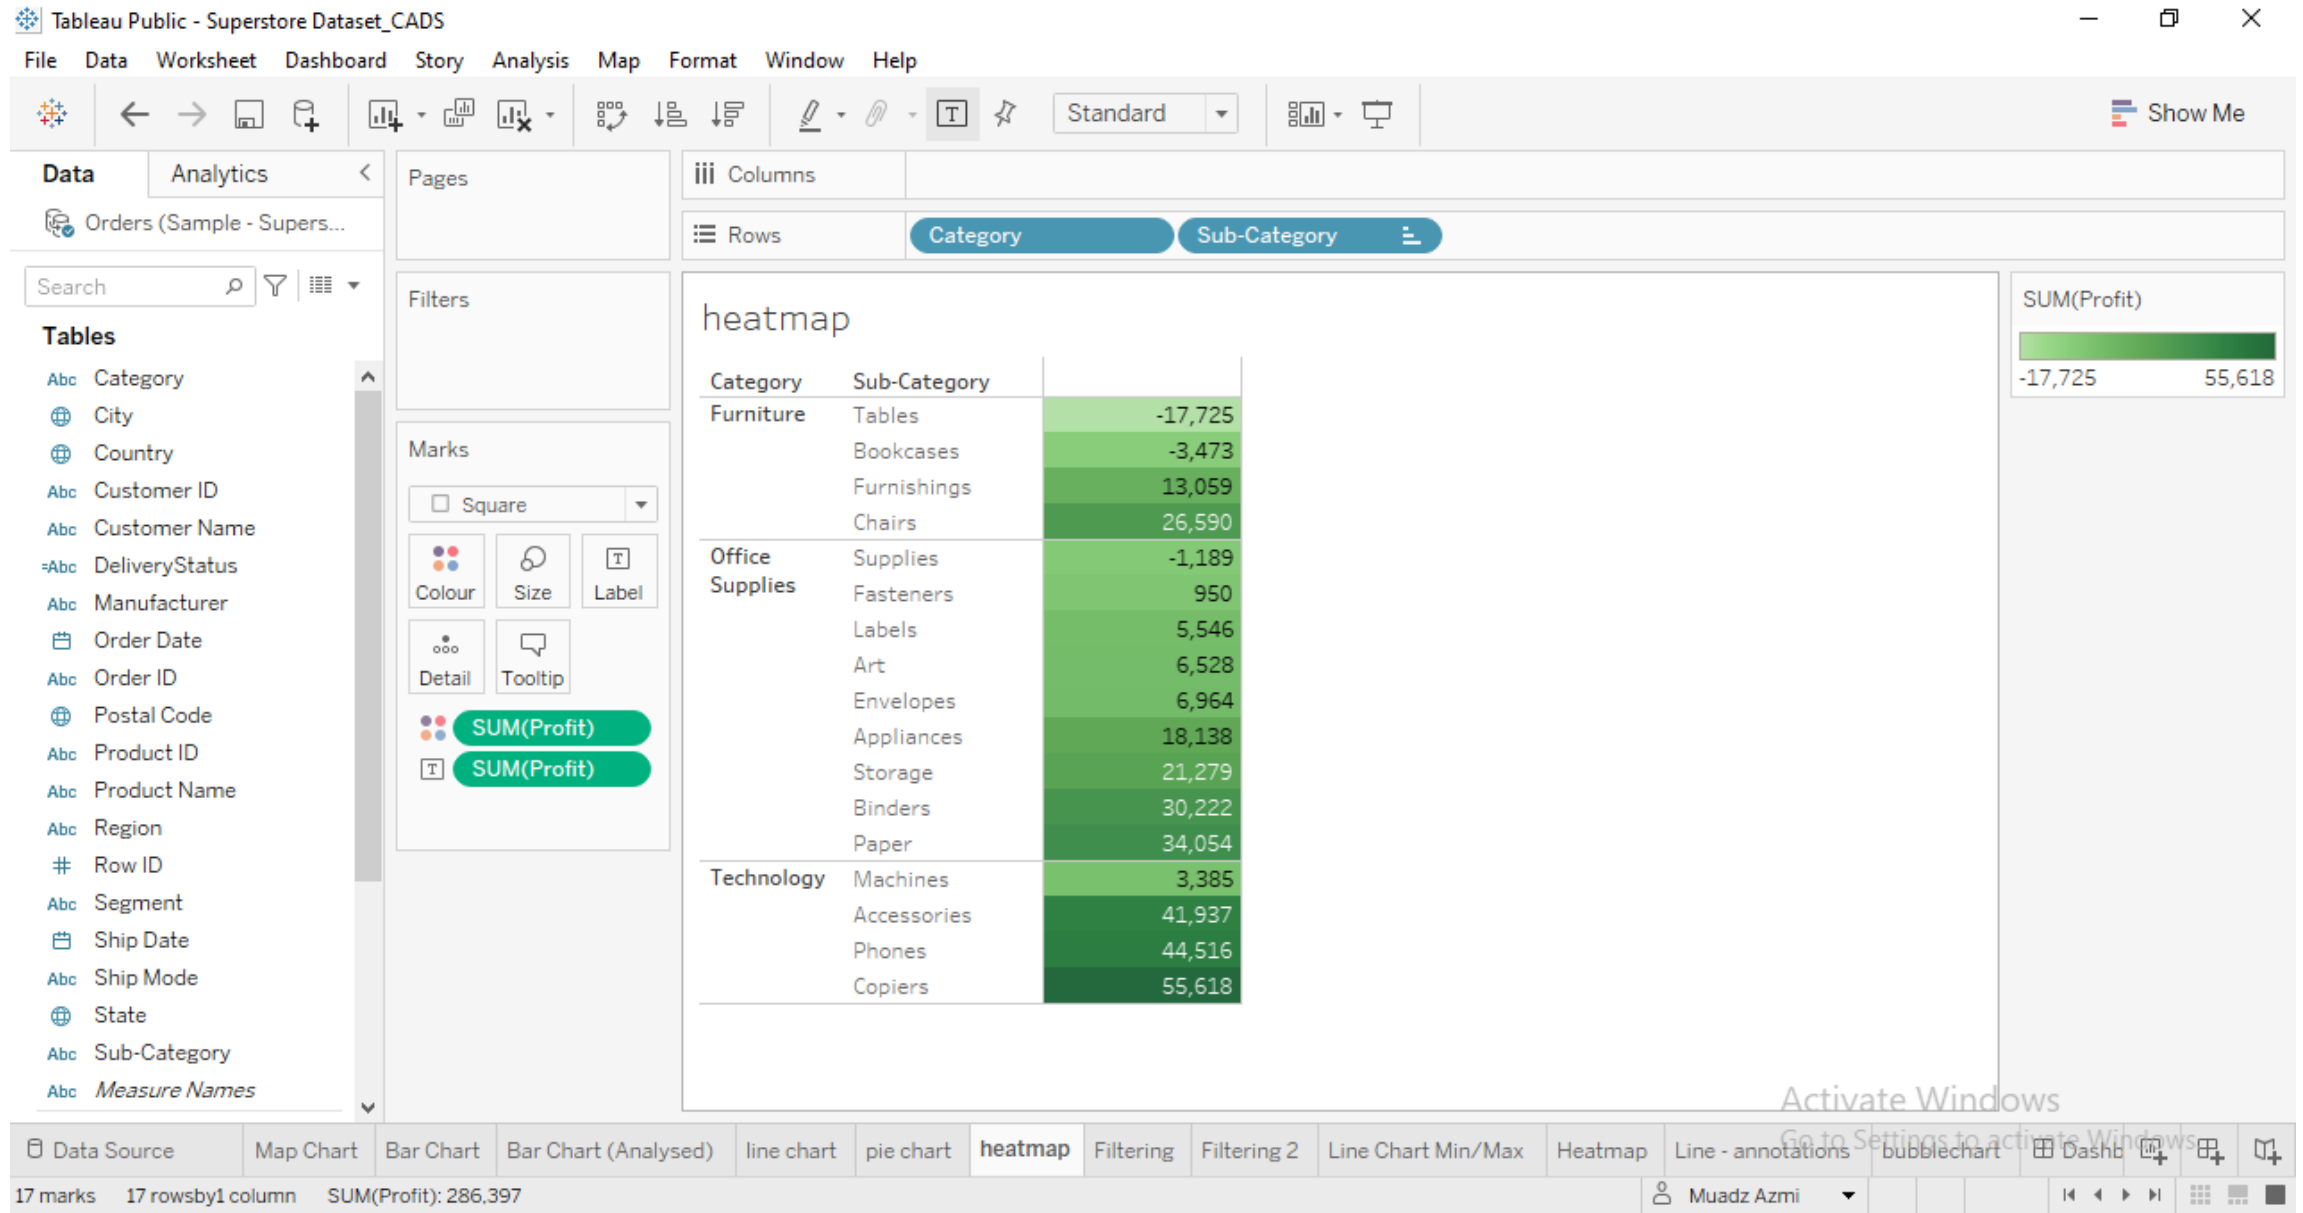 Tableau Public - Superstore Dataset_CADS
File Data Worksheet Dashboard Story Analysis Map Format Window Help
Standard
Show Me
Data Analytics
Orders (Sample - Supers...
Search
Tables
Abc Category
City
Country
Abc Customer ID
Abc Customer Name
=Abc DeliveryStatus
Abc Manufacturer
Order Date
Abc Order ID
Postal Code
Abc Product ID
Abc Product Name
Abc Region
# Row ID
Abc Segment
Ship Date
Abc Ship Mode
State
Abc Sub-Category
Abc Measure Names
Pages
Filters
Marks
Square
Colour Size Label
Detail Tooltip
SUM(Profit)
SUM(Profit)
Columns
Rows Category Sub-Category
heatmap
Category Sub-Category
Furniture Tables -17,725
Bookcases -3,473
Furnishings 13,059
Chairs 26,590
Office Supplies Supplies -1,189
Fasteners 950
Labels 5,546
Art 6,528
Envelopes 6,964
Appliances 18,138
Storage 21,279
Binders 30,222
Paper 34,054
Technology Machines 3,385
Accessories 41,937
Phones 44,516
Copiers 55,618
SUM(Profit)
-17,725 55,618
Activate Windows
Go to Settings to activate Windows.
Data Source Map Chart Bar Chart Bar Chart (Analysed) line chart pie chart heatmap Filtering Filtering 2 Line Chart Min/Max Heatmap Line - annotations bubblechart Dashb
17 marks 17 rowsby1 column SUM(Profit): 286,397
Muadz Azmi